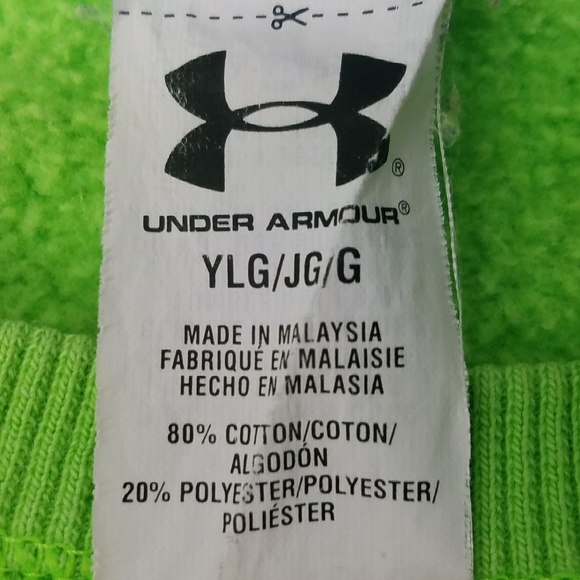 ®
UNDER ARMOUR®
YLG/JG/G
MADE IN MALAYSIA
FABRIQUÉ EN MALAISIE
HECHO EN MALASIA
80% COTTON/COTON/
ALGODÓN
20% POLYESTER/POLYESTER/
POLIÉSTER